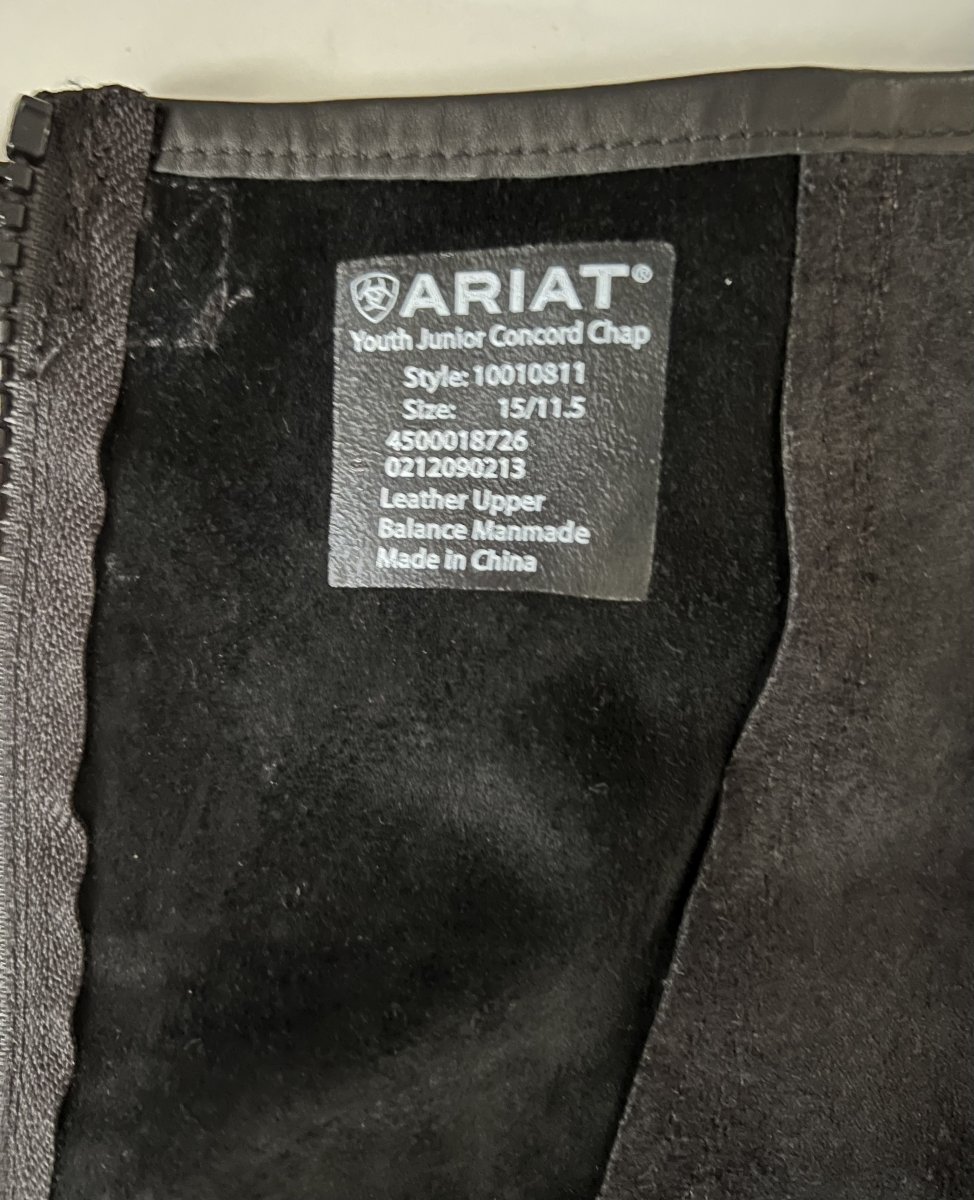 ARIAT®
Youth Junior Concord Chap
Style: 10010811
Size: 15/11.5
4500018726
0212090213
Leather Upper
Balance Manmade
Made in China